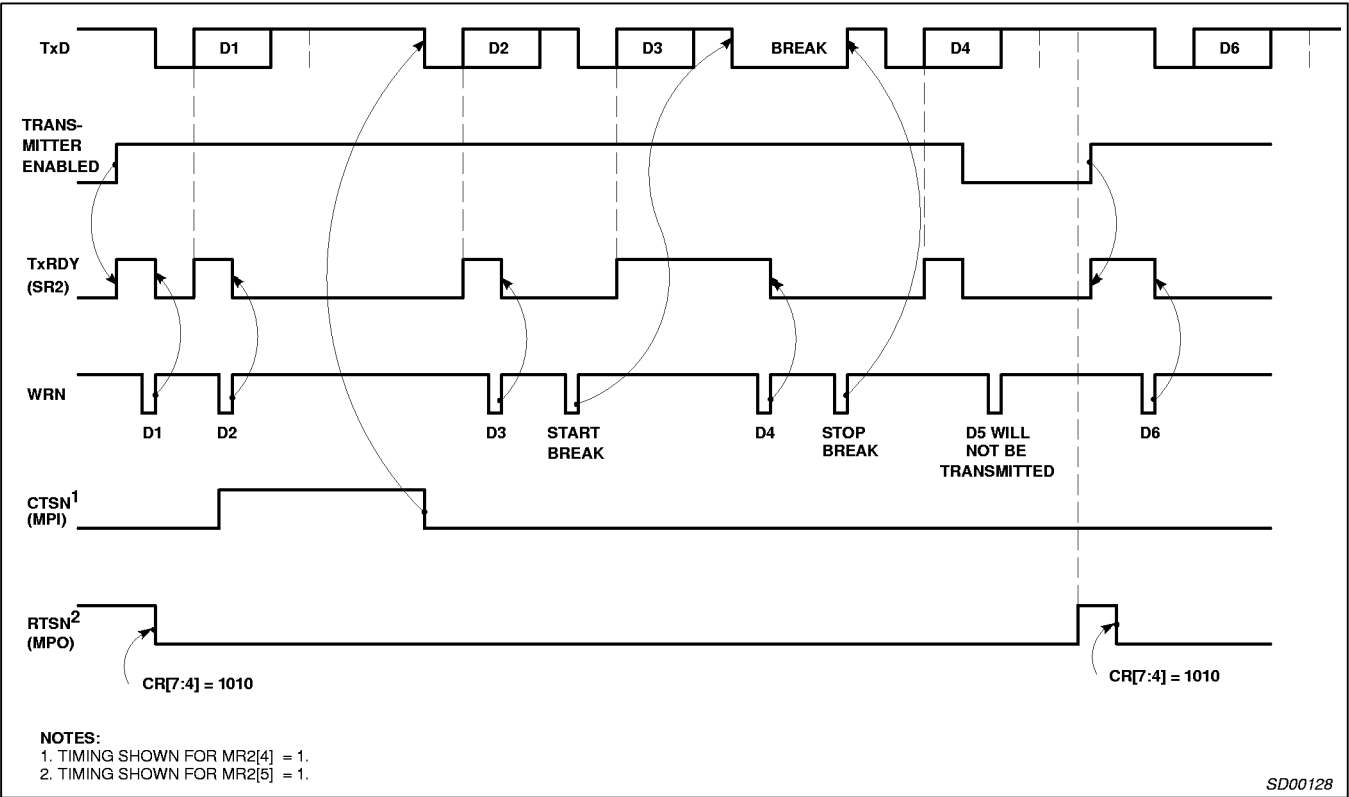 TxD
D1
D2
D3
BREAK
D4
D6
TRANS-
MITTER
ENABLED
TxRDY
(SR2)
WRN
D1
D2
D3
START
BREAK
D4
STOP
BREAK
D5 WILL
NOT BE
TRANSMITTED
D6
CTSN1
(MPI)
RTSN2
(MPO)
CR[7:4] = 1010
CR[7:4] = 1010
NOTES:
1. TIMING SHOWN FOR MR2[4] = 1.
2. TIMING SHOWN FOR MR2[5] = 1.
SD00128